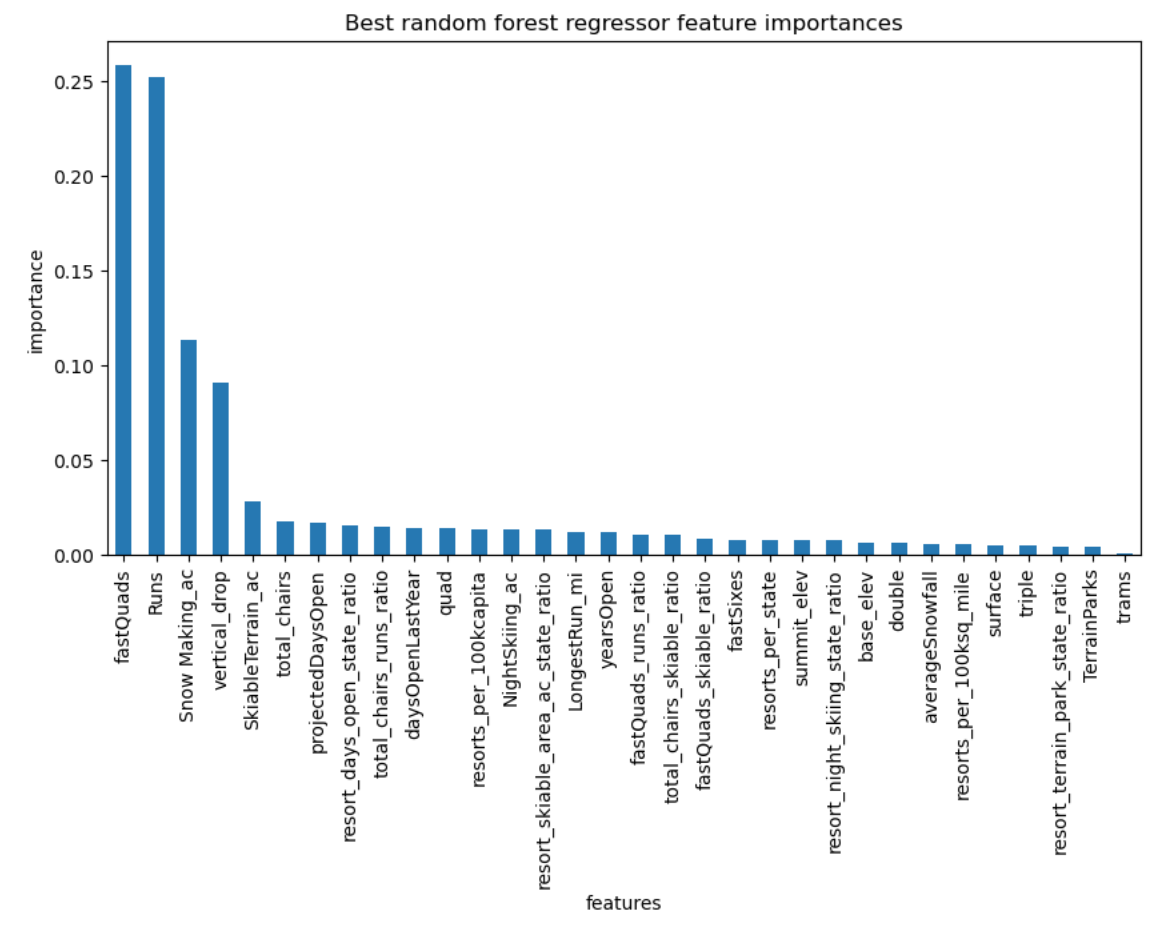 Best random forest regressor feature importances
0.25
0.20
0.15
0.10
0.05
0.00
importance
fastQuads
Runs
Snow Making_ac
vertical_drop
SkiableTerrain_ac
total_chairs
projectedDaysOpen
resort_days_open_state_ratio
total_chairs_runs_ratio
daysOpenLastYear
quad
resorts_per_100kcapita
NightSkiing_ac
resort_skiable_area_ac_state_ratio
LongestRun_mi
yearsOpen
fastQuads_runs_ratio
total_chairs_skiable_ratio
fastQuads_skiable_ratio
fastSixes
resorts_per_state
summit_elev
resort_night_skiing_state_ratio
base_elev
double
averageSnowfall
resorts_per_100ksq_mile
surface
triple
resort_terrain_park_state_ratio
TerrainParks
trams
features